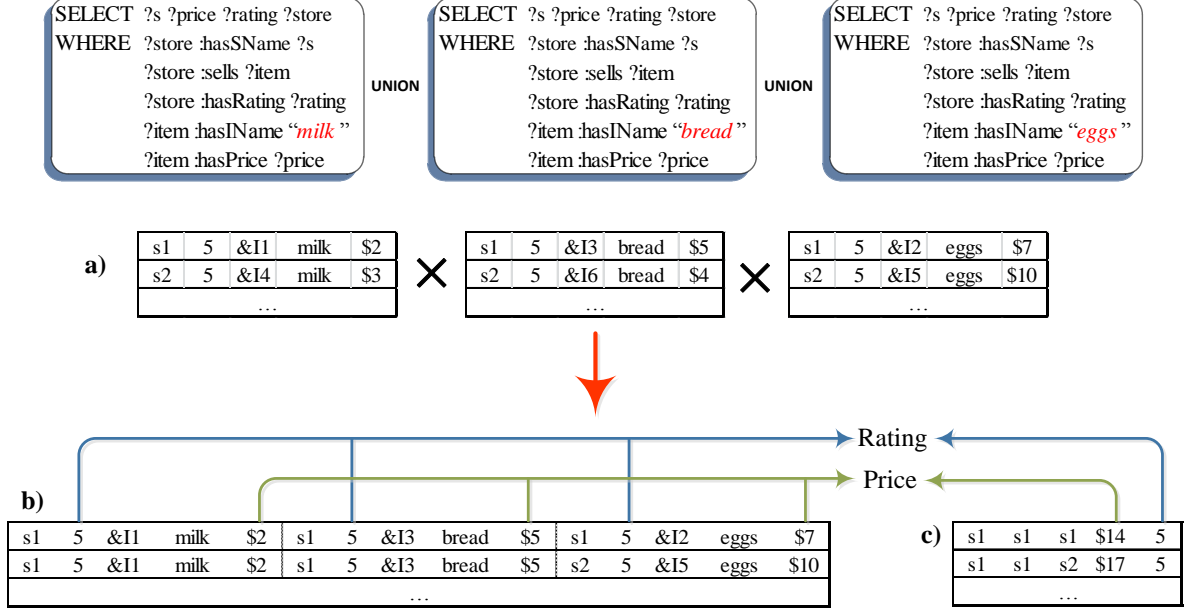 SELECT ?s ?price ?rating ?store
WHERE ?store :hasSName ?s
?store :sells ?item
?store :hasRating ?rating
?item :hasIName “milk ”
?item :hasPrice ?price
UNION
SELECT ?s ?price ?rating ?store
WHERE ?store :hasSName ?s
?store :sells ?item
?store :hasRating ?rating
?item :hasIName “bread ”
?item :hasPrice ?price
UNION
SELECT ?s ?price ?rating ?store
WHERE ?store :hasSName ?s
?store :sells ?item
?store :hasRating ?rating
?item :hasIName “eggs ”
?item :hasPrice ?price
a)
s1 5 &I1 milk $2
s2 5 &I4 milk $3
…
×
s1 5 &I3 bread $5
s2 5 &I6 bread $4
…
×
s1 5 &I2 eggs $7
s2 5 &I5 eggs $10
…
Rating
Price
b)
s1 5 &I1 milk $2 s1 5 &I3 bread $5 s1 5 &I2 eggs $7
s1 5 &I1 milk $2 s1 5 &I3 bread $5 s2 5 &I5 eggs $10
…
c)
s1 s1 s1 $14 5
s1 s1 s2 $17 5
…